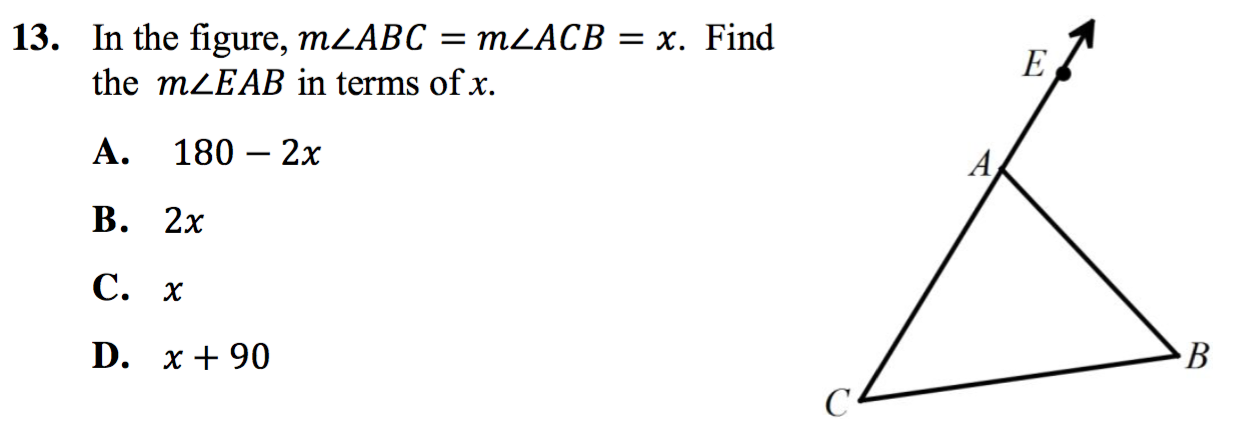 13. In the figure, m∠ABC = m∠ACB = x. Find
the m∠EAB in terms of x.
A. 180 − 2x
B. 2x
C. x
D. x + 90
E
A
B
C